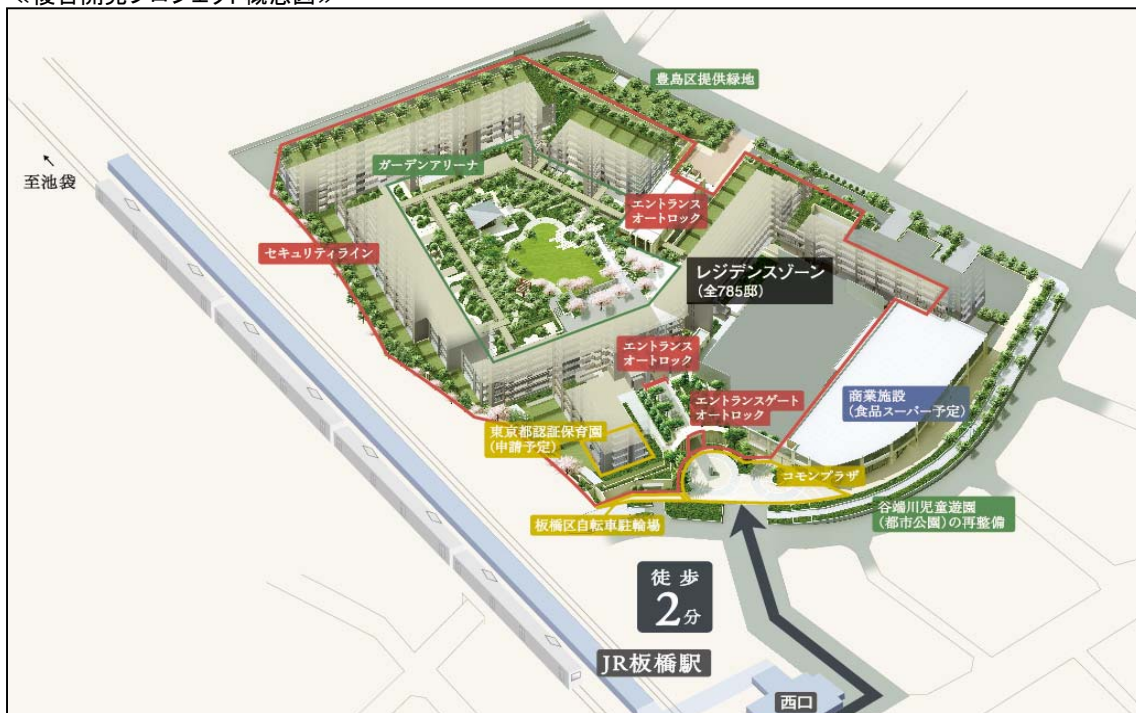 ≪複合開発プロジェクト概念図≫
豊島区提供緑地
至池袋
ガーデンアリーナ
エントランス
オートロック
セキュリティライン
レジデンスゾーン
(全785邸)
エントランス
オートロック
エントランスゲート
オートロック
商業施設
(食品スーパー予定)
東京都認証保育園
(申請予定)
コモンプラザ
板橋区自転車駐輪場
谷端川児童遊園
(都市公園)の再整備
徒歩
2分
JR板橋駅
西口